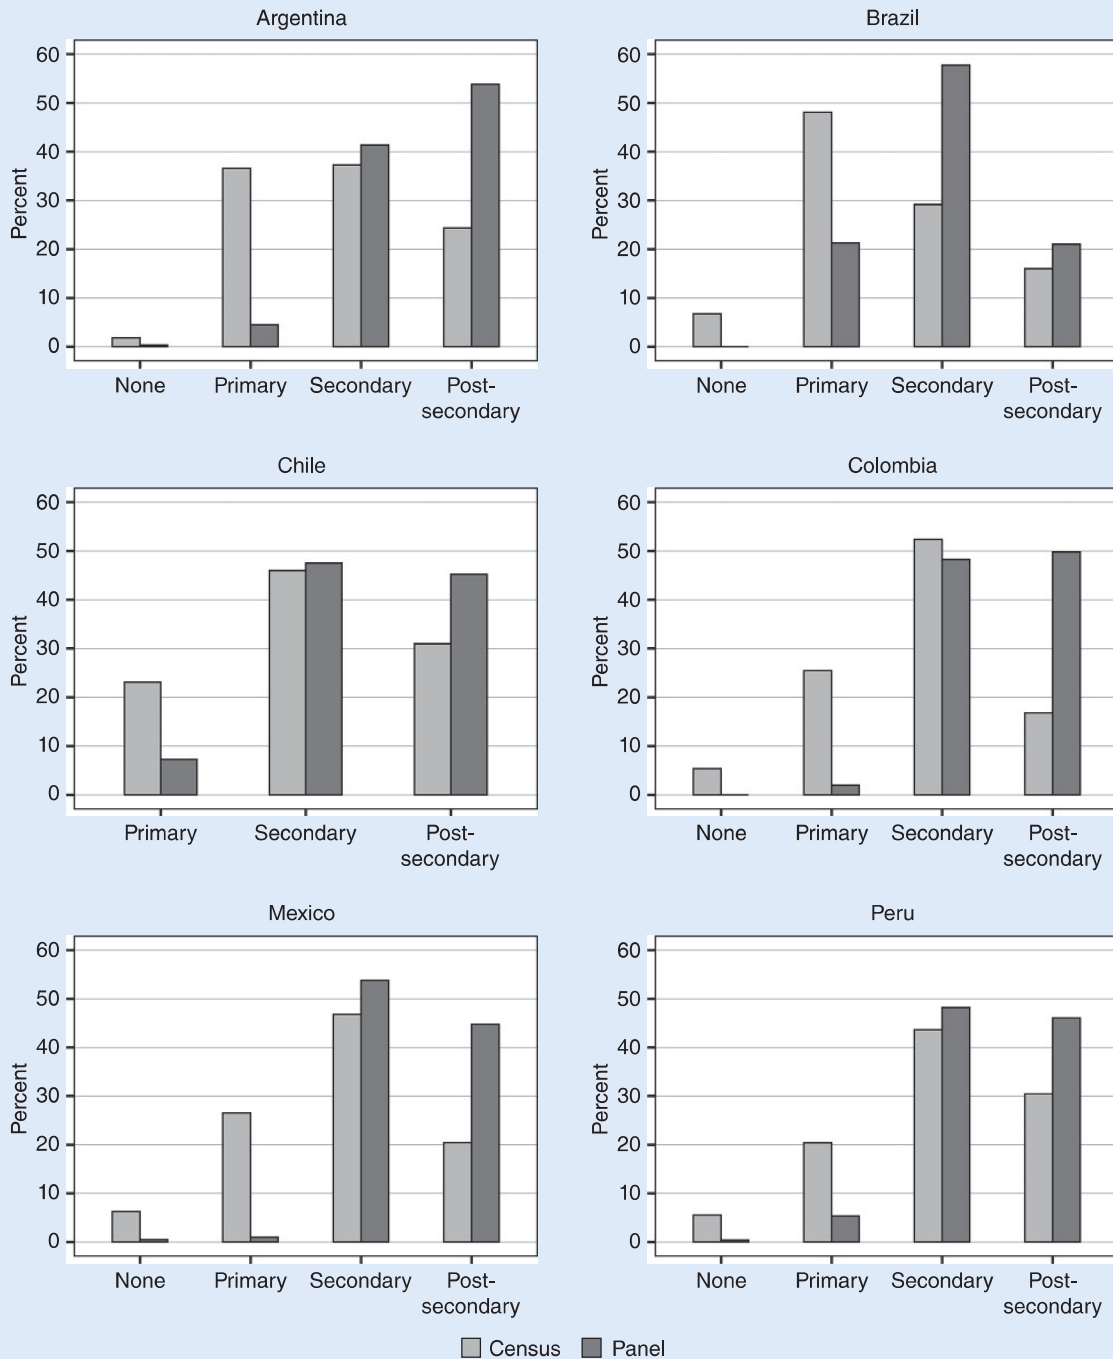 Argentina
Percent
60
50
40
30
20
10
0
None Primary Secondary Post-
secondary
Brazil
Percent
60
50
40
30
20
10
0
None Primary Secondary Post-
secondary
Chile
Percent
60
50
40
30
20
10
0
Primary Secondary Post-
secondary
Colombia
Percent
60
50
40
30
20
10
0
None Primary Secondary Post-
secondary
Mexico
Percent
60
50
40
30
20
10
0
None Primary Secondary Post-
secondary
Peru
Percent
60
50
40
30
20
10
0
None Primary Secondary Post-
secondary
Census Panel